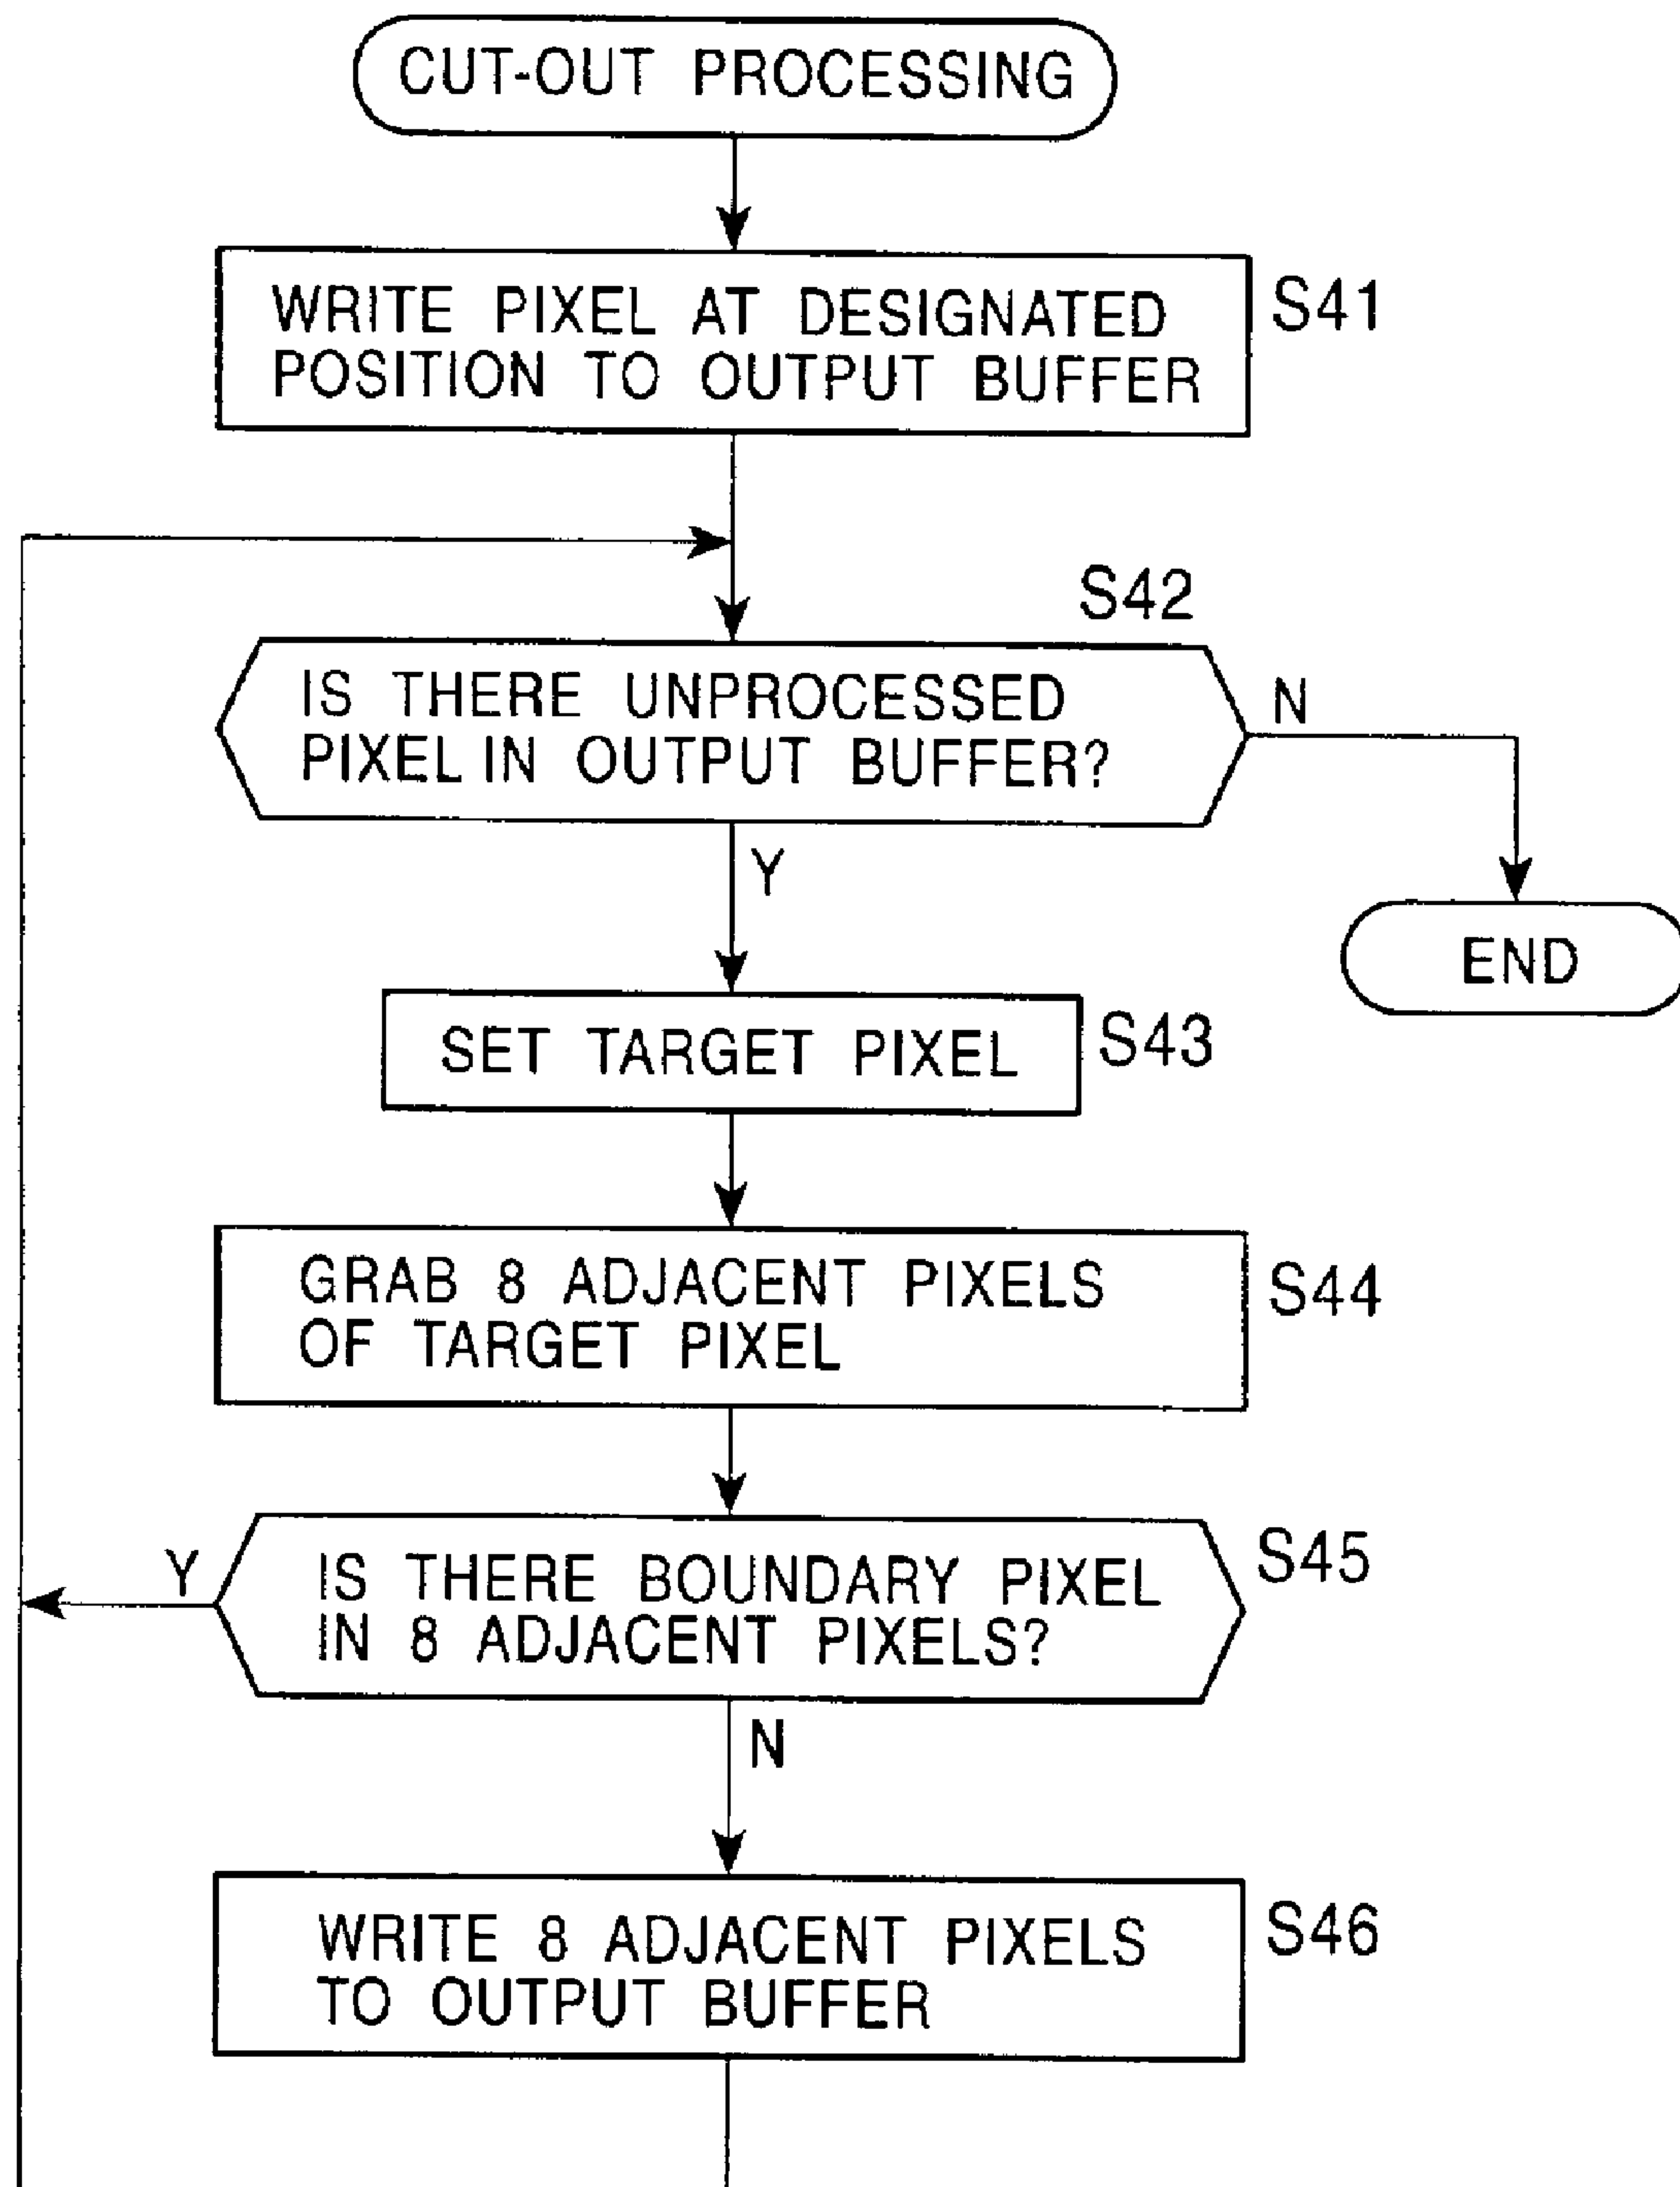 CUT-OUT PROCESSING
WRITE PIXEL AT DESIGNATED
POSITION TO OUTPUT BUFFER
S41
S42
IS THERE UNPROCESSED
PIXEL IN OUTPUT BUFFER?
N
Y
END
SET TARGET PIXEL
S43
GRAB 8 ADJACENT PIXELS
OF TARGET PIXEL
S44
Y
IS THERE BOUNDARY PIXEL
IN 8 ADJACENT PIXELS?
S45
N
WRITE 8 ADJACENT PIXELS
TO OUTPUT BUFFER
S46